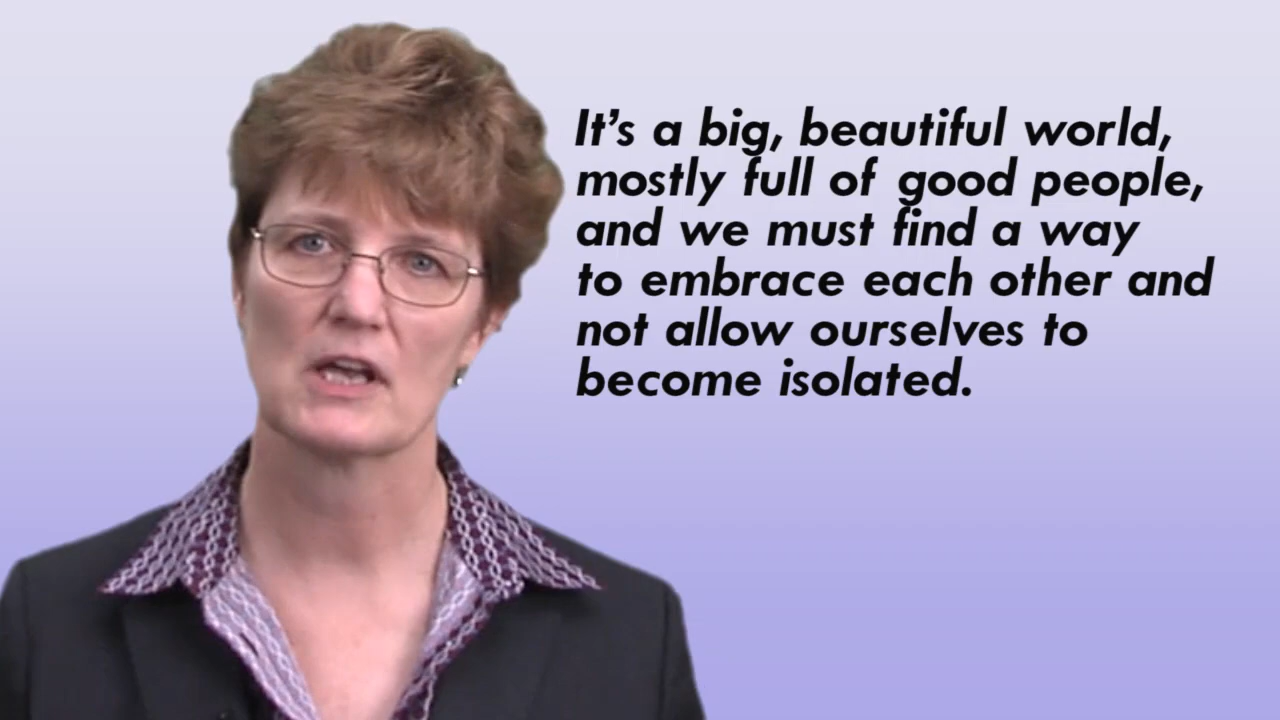 It’s a big, beautiful world,
mostly full of good people,
and we must find a way
to embrace each other and
not allow ourselves to
become isolated.